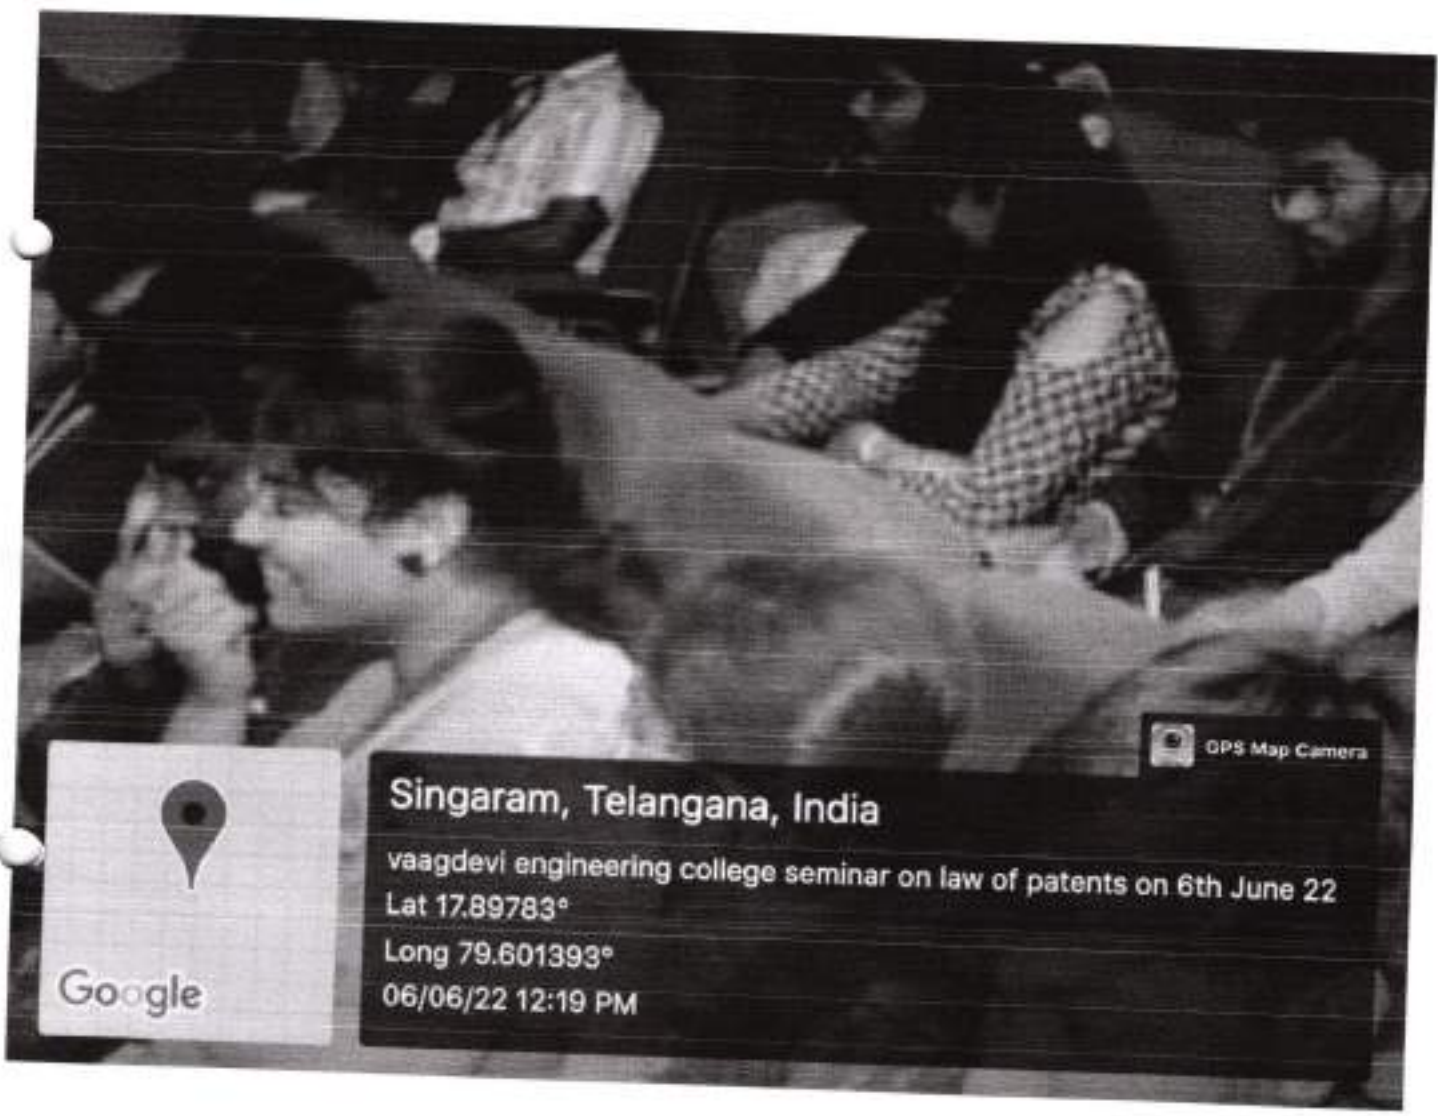 GPS Map Camera
Singaram, Telangana, India
vaagdevi engineering college seminar on law of patents on 6th June 22
Lat 17.89783°
Long 79.601393°
06/06/22 12:19 PM
Google